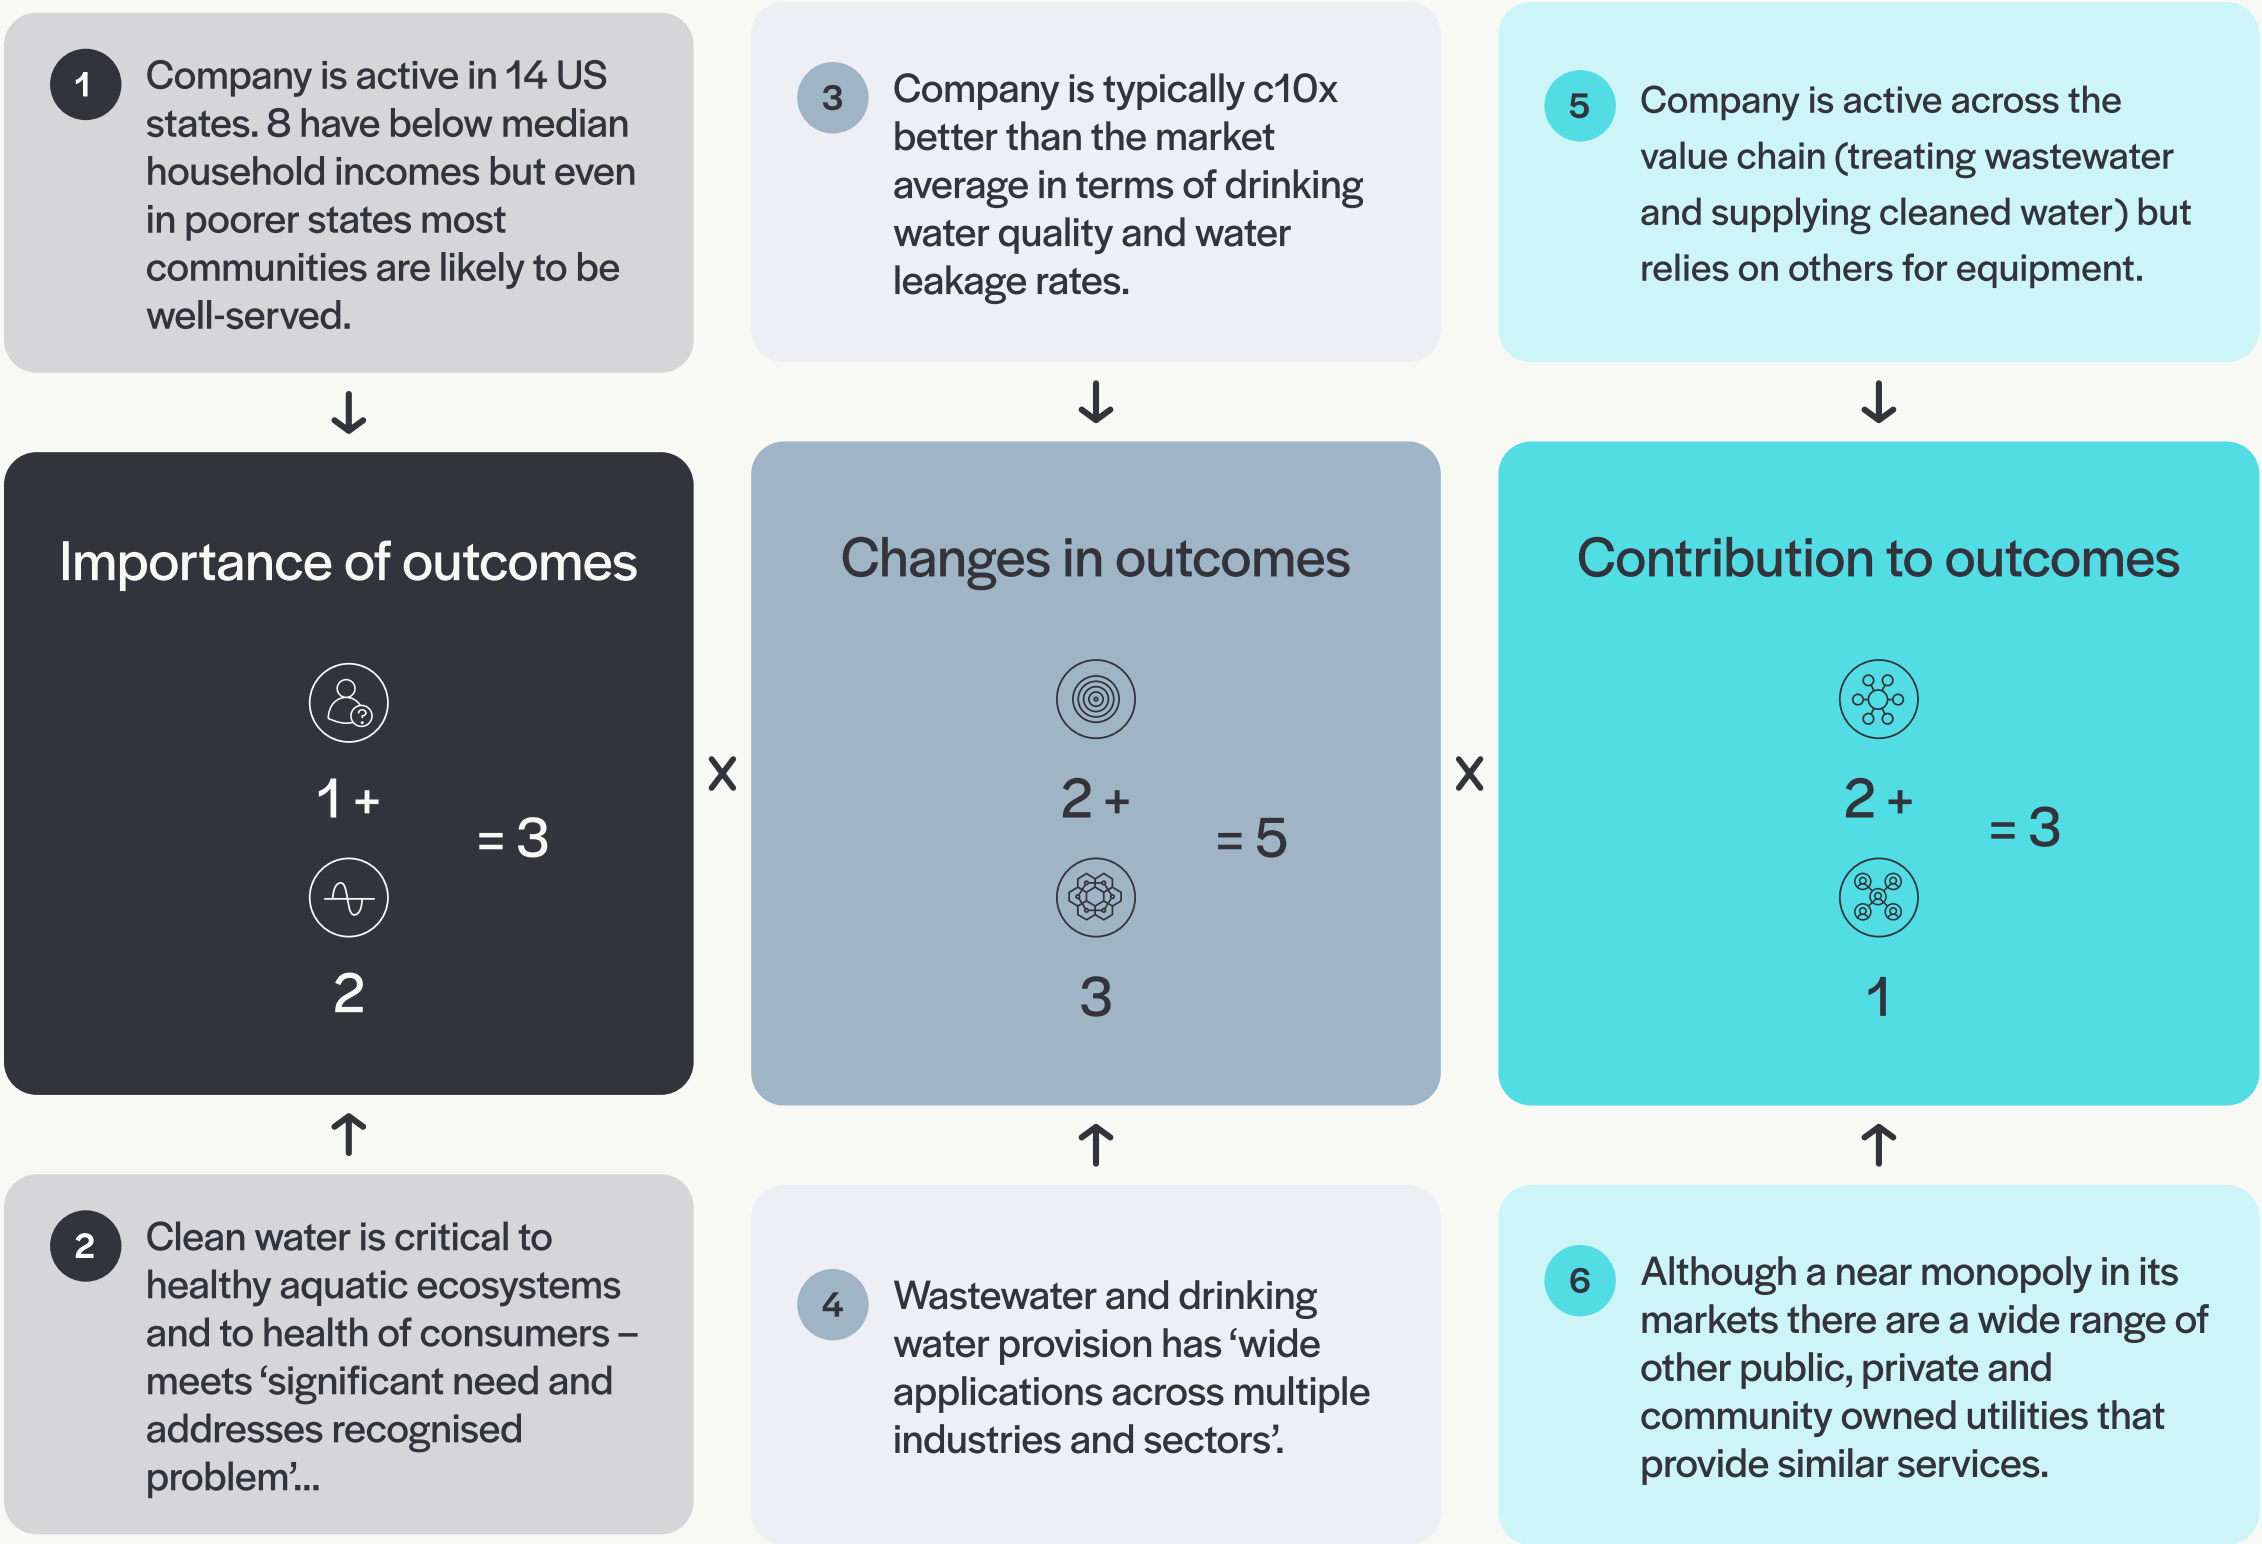 1
Company is active in 14 US
states. 8 have below median
household incomes but even
in poorer states most
communities are likely to be
well-served.
3
Company is typically c10x
better than the market
average in terms of drinking
water quality and water
leakage rates.
5
Company is active across the
value chain (treating wastewater
and supplying cleaned water) but
relies on others for equipment.
Importance of outcomes
?
1 +
= 3
2
x
Changes in outcomes
2 +
= 5
3
x
Contribution to outcomes
2 +
= 3
1
2
Clean water is critical to
healthy aquatic ecosystems
and to health of consumers –
meets ‘significant need and
addresses recognised
problem’...
4
Wastewater and drinking
water provision has ‘wide
applications across multiple
industries and sectors’.
6
Although a near monopoly in its
markets there are a wide range of
other public, private and
community owned utilities that
provide similar services.